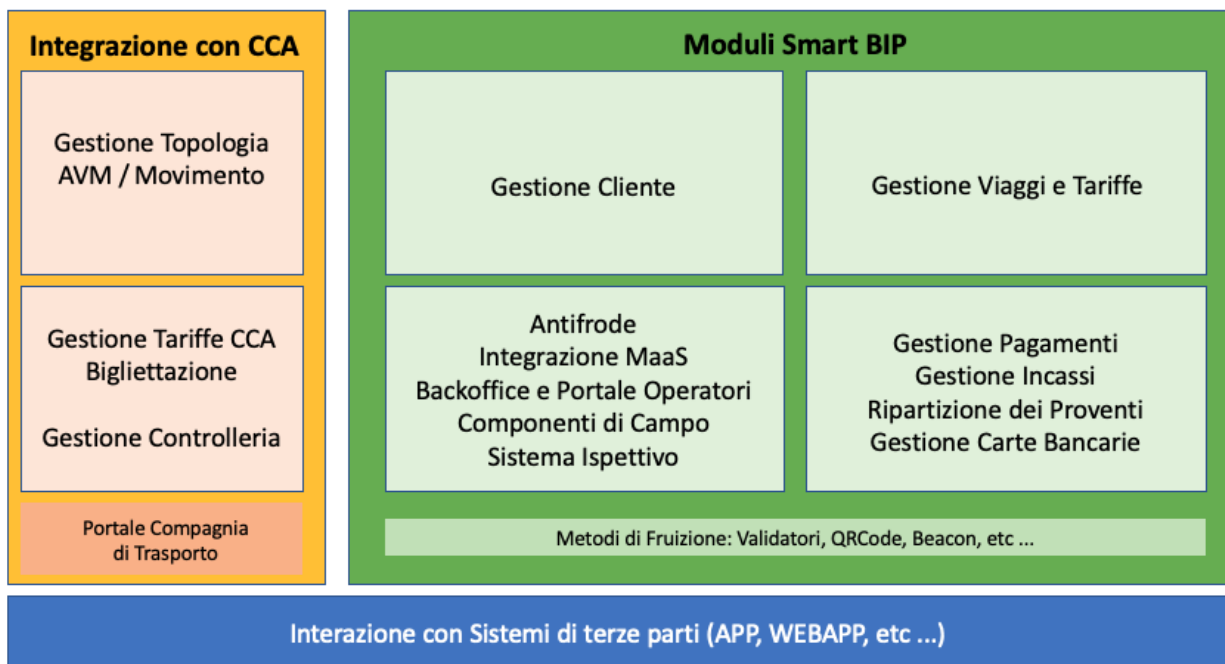 Integrazione con CCA
Gestione Topologia
AVM / Movimento
Gestione Tariffe CCA
Bigliettazione
Gestione Controlleria
Portale Compagnia
di Trasporto
Moduli Smart BIP
Gestione Cliente
Gestione Viaggi e Tariffe
Antifrode
Integrazione MaaS
Backoffice e Portale Operatori
Componenti di Campo
Sistema Ispettivo
Gestione Pagamenti
Gestione Incassi
Ripartizione dei Proventi
Gestione Carte Bancarie
Metodi di Fruizione: Validatori, QRCode, Beacon, etc ...
Interazione con Sistemi di terze parti (APP, WEBAPP, etc ...)